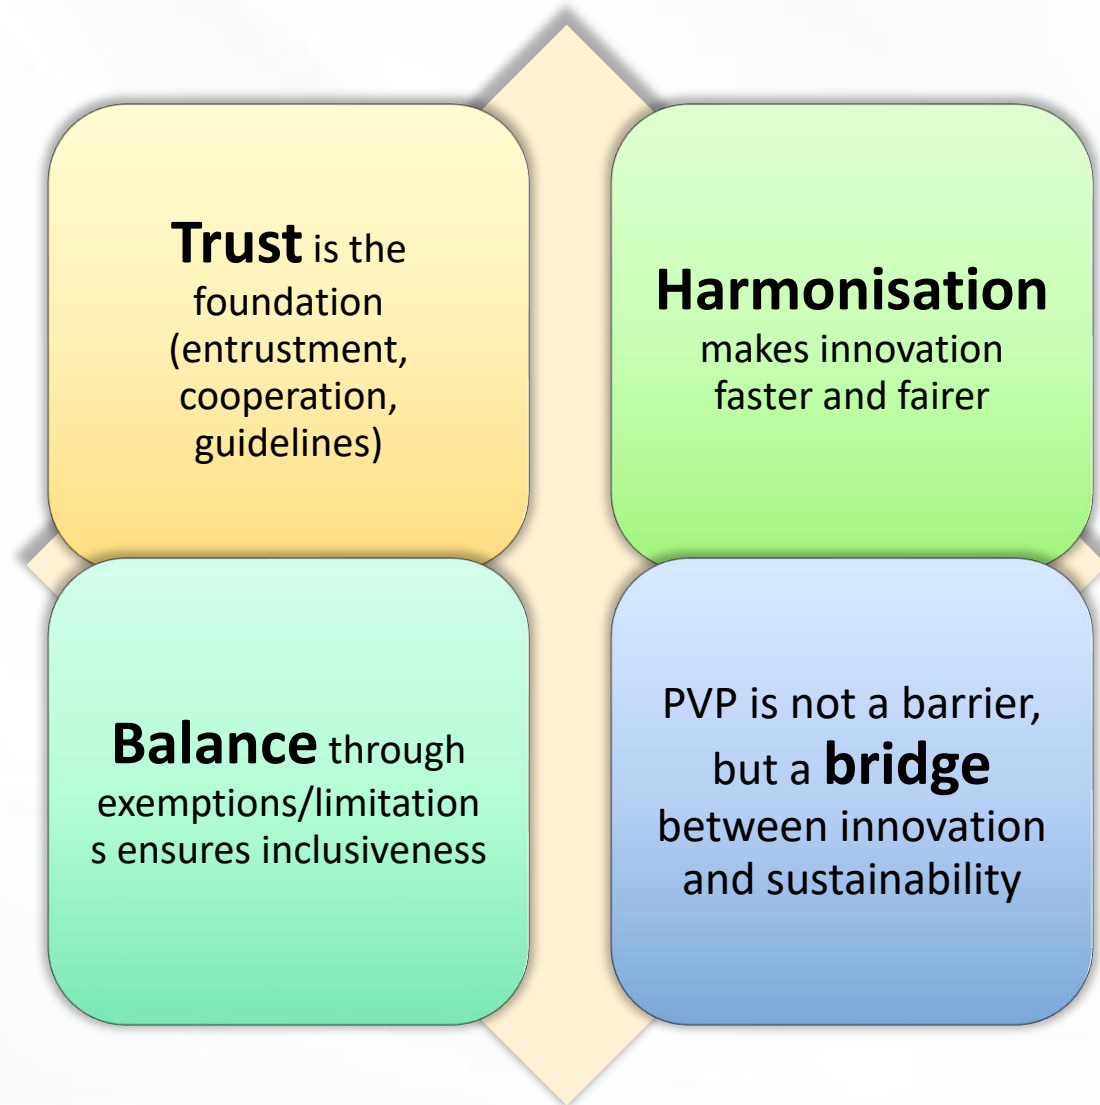 Trust is the
foundation
(entrustment,
cooperation,
guidelines)
Harmonisation
makes innovation
faster and fairer
Balance through
exemptions/limitation
s ensures inclusiveness
PVP is not a barrier,
but a bridge
between innovation
and sustainability